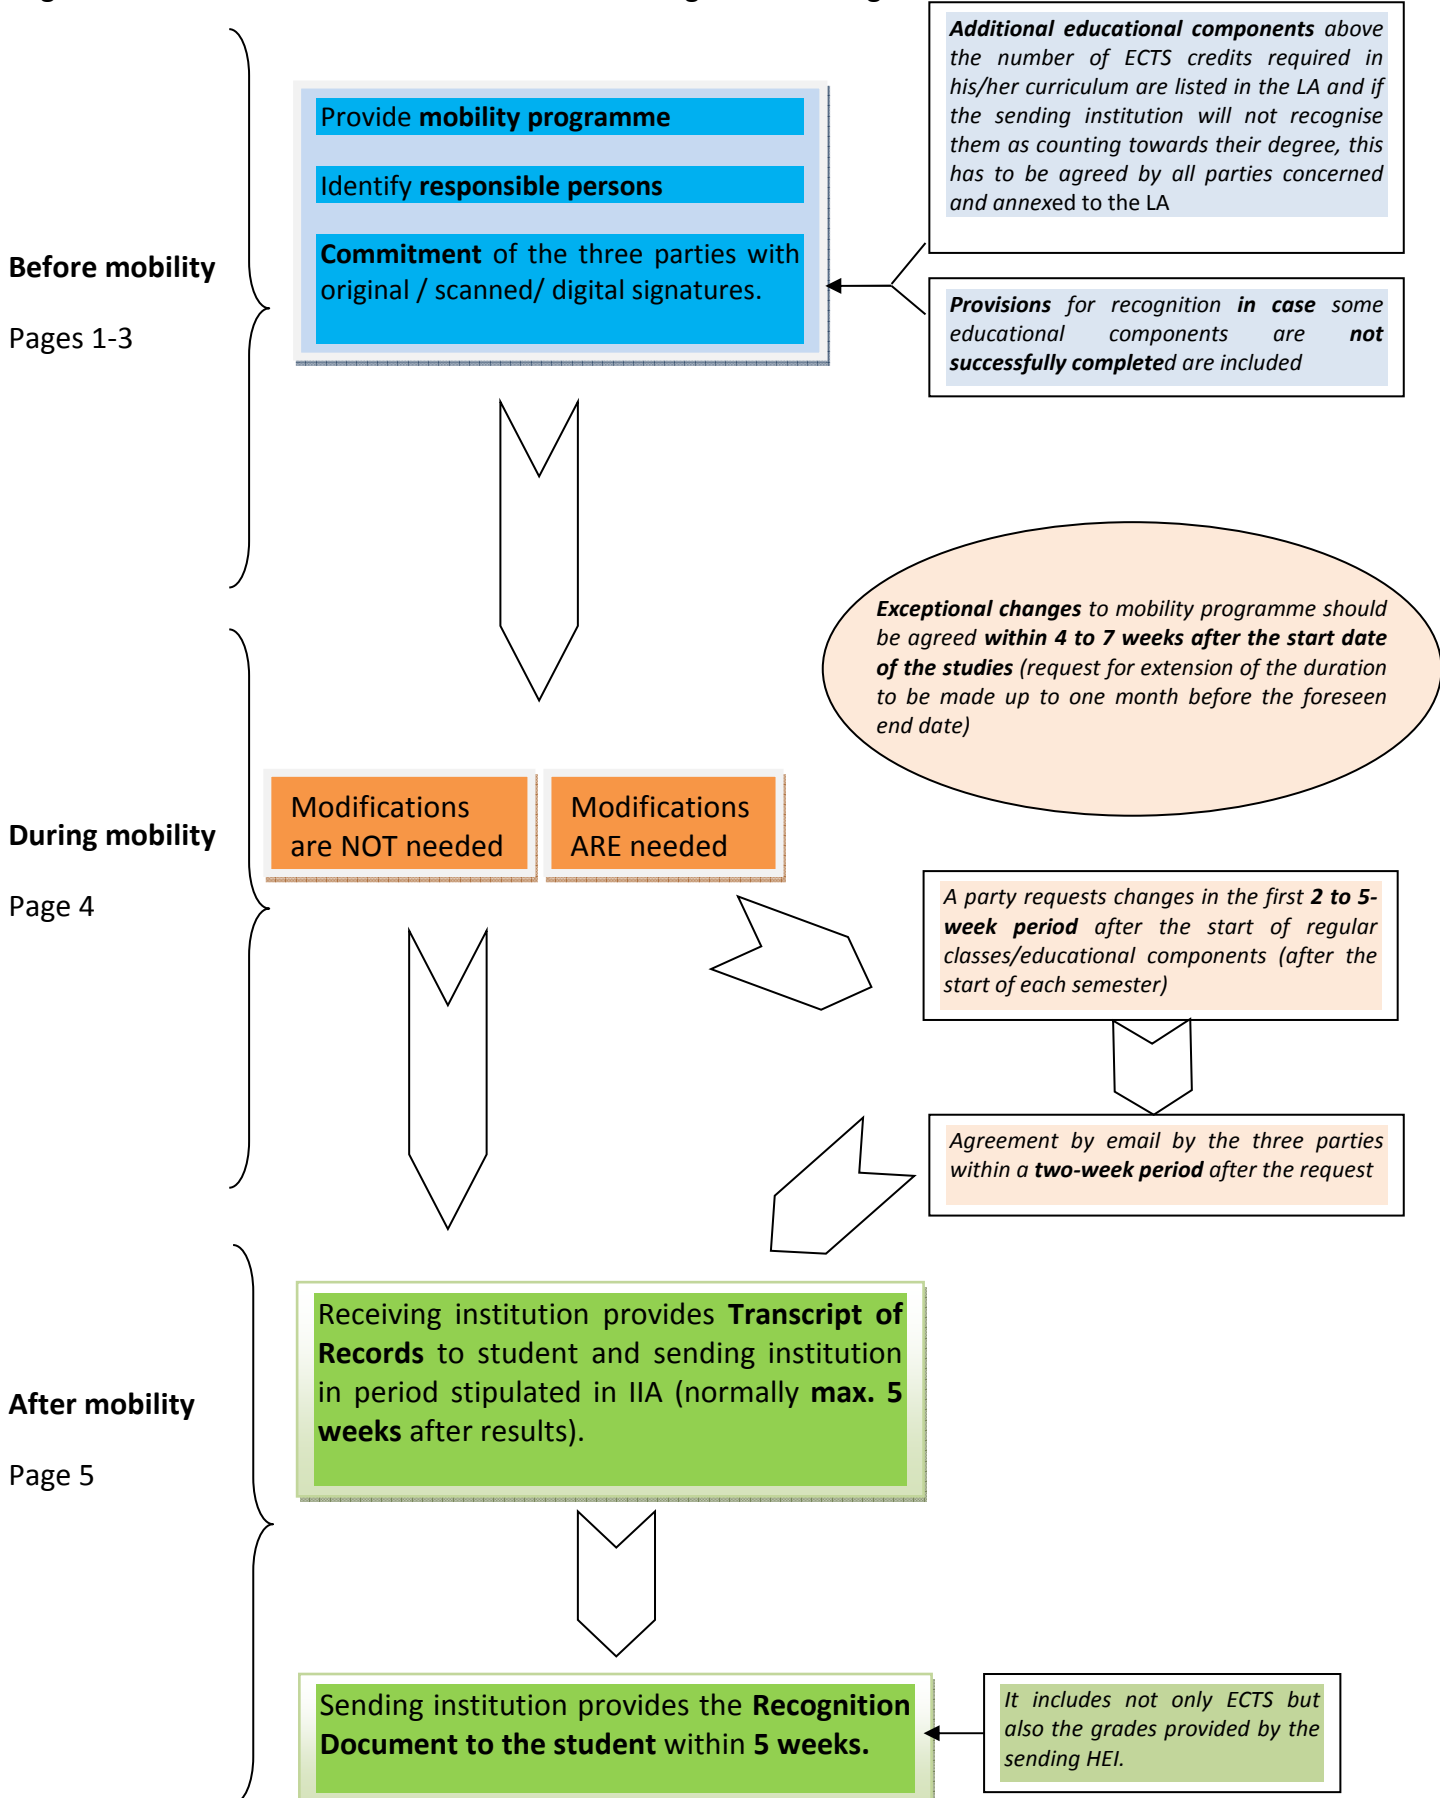 Additional educational components above
the number of ECTS credits required in
his/her curriculum are listed in the LA and if
the sending institution will not recognise
them as counting towards their degree, this
has to be agreed by all parties concerned
and annexed to the LA
Provide mobility programme
Identify responsible persons
Commitment of the three parties with
original / scanned/ digital signatures.
Before mobility
Pages 1-3
Provisions for recognition in case some
educational components are not
successfully completed are included
Exceptional changes to mobility programme should
be agreed within 4 to 7 weeks after the start date
of the studies (request for extension of the duration
to be made up to one month before the foreseen
end date)
During mobility
Page 4
Modifications
are NOT needed
Modifications
ARE needed
A party requests changes in the first 2 to 5-
week period after the start of regular
classes/educational components (after the
start of each semester)
Agreement by email by the three parties
within a two-week period after the request
After mobility
Page 5
Receiving institution provides Transcript of
Records to student and sending institution
in period stipulated in IIA (normally max. 5
weeks after results).
Sending institution provides the Recognition
Document to the student within 5 weeks.
It includes not only ECTS but
also the grades provided by the
sending HEI.